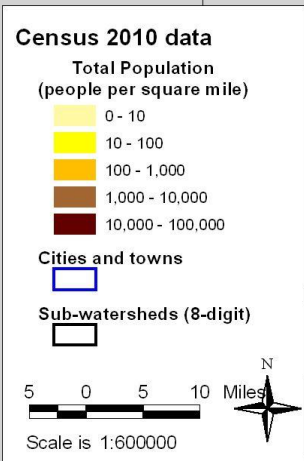 Census 2010 data
Total Population
(people per square mile)
0 - 10
10 - 100
100 - 1,000
1,000 - 10,000
10,000 - 100,000
Cities and towns
Sub-watersheds (8-digit)
N
5 0 5 10 Miles
Scale is 1:600000